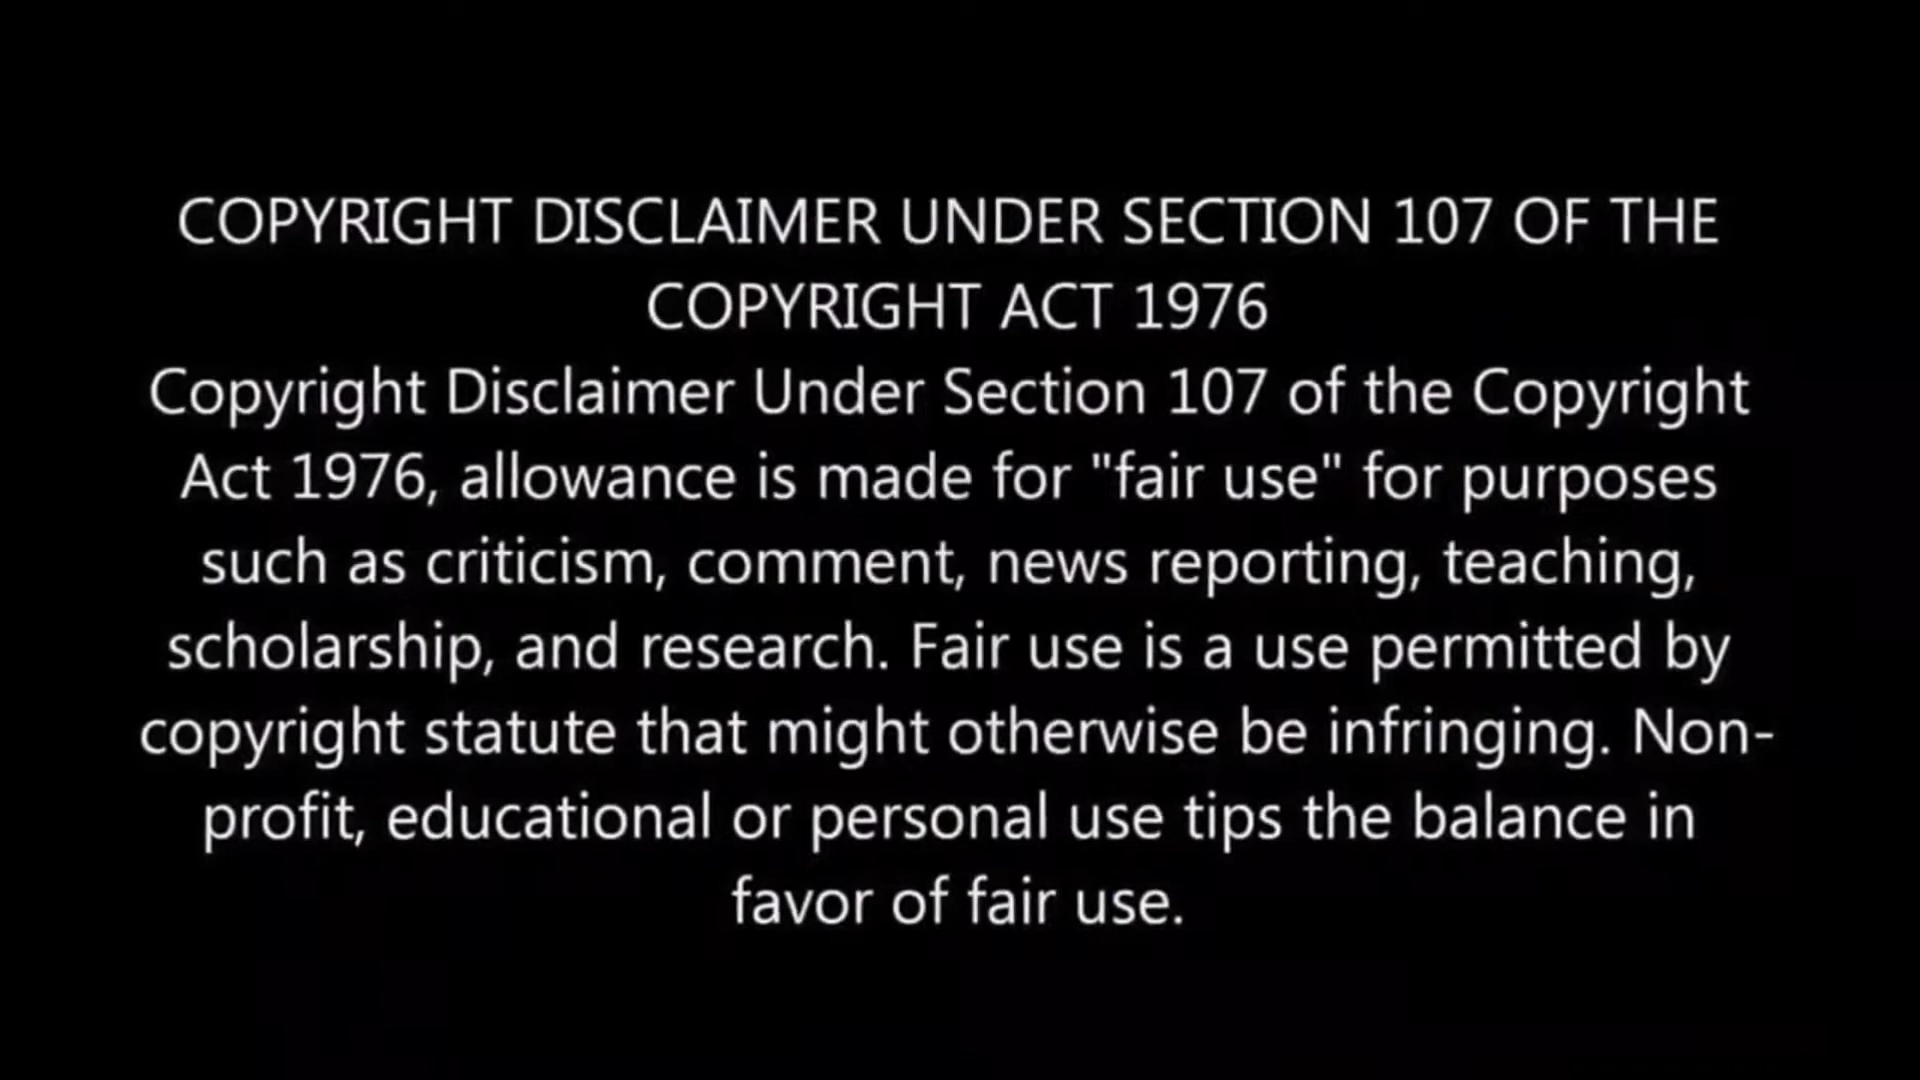 COPYRIGHT DISCLAIMER UNDER SECTION 107 OF THE
COPYRIGHT ACT 1976
Copyright Disclaimer Under Section 107 of the Copyright
Act 1976, allowance is made for "fair use" for purposes
such as criticism, comment, news reporting, teaching,
scholarship, and research. Fair use is a use permitted by
copyright statute that might otherwise be infringing. Non-
profit, educational or personal use tips the balance in
favor of fair use.